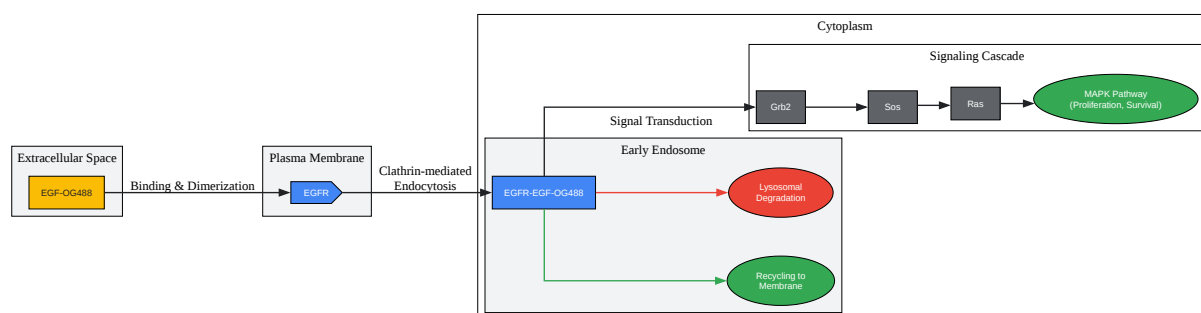 Cytoplasm
Signaling Cascade
Grb2
Sos
Ras
MAPK Pathway
(Proliferation, Survival)
Signal Transduction
Early Endosome
Extracellular Space
EGF-OG488
Binding & Dimerization
Plasma Membrane
EGFR
Clathrin-mediated
Endocytosis
EGFR-EGF-OG488
Lysosomal
Degradation
Recycling to
Membrane